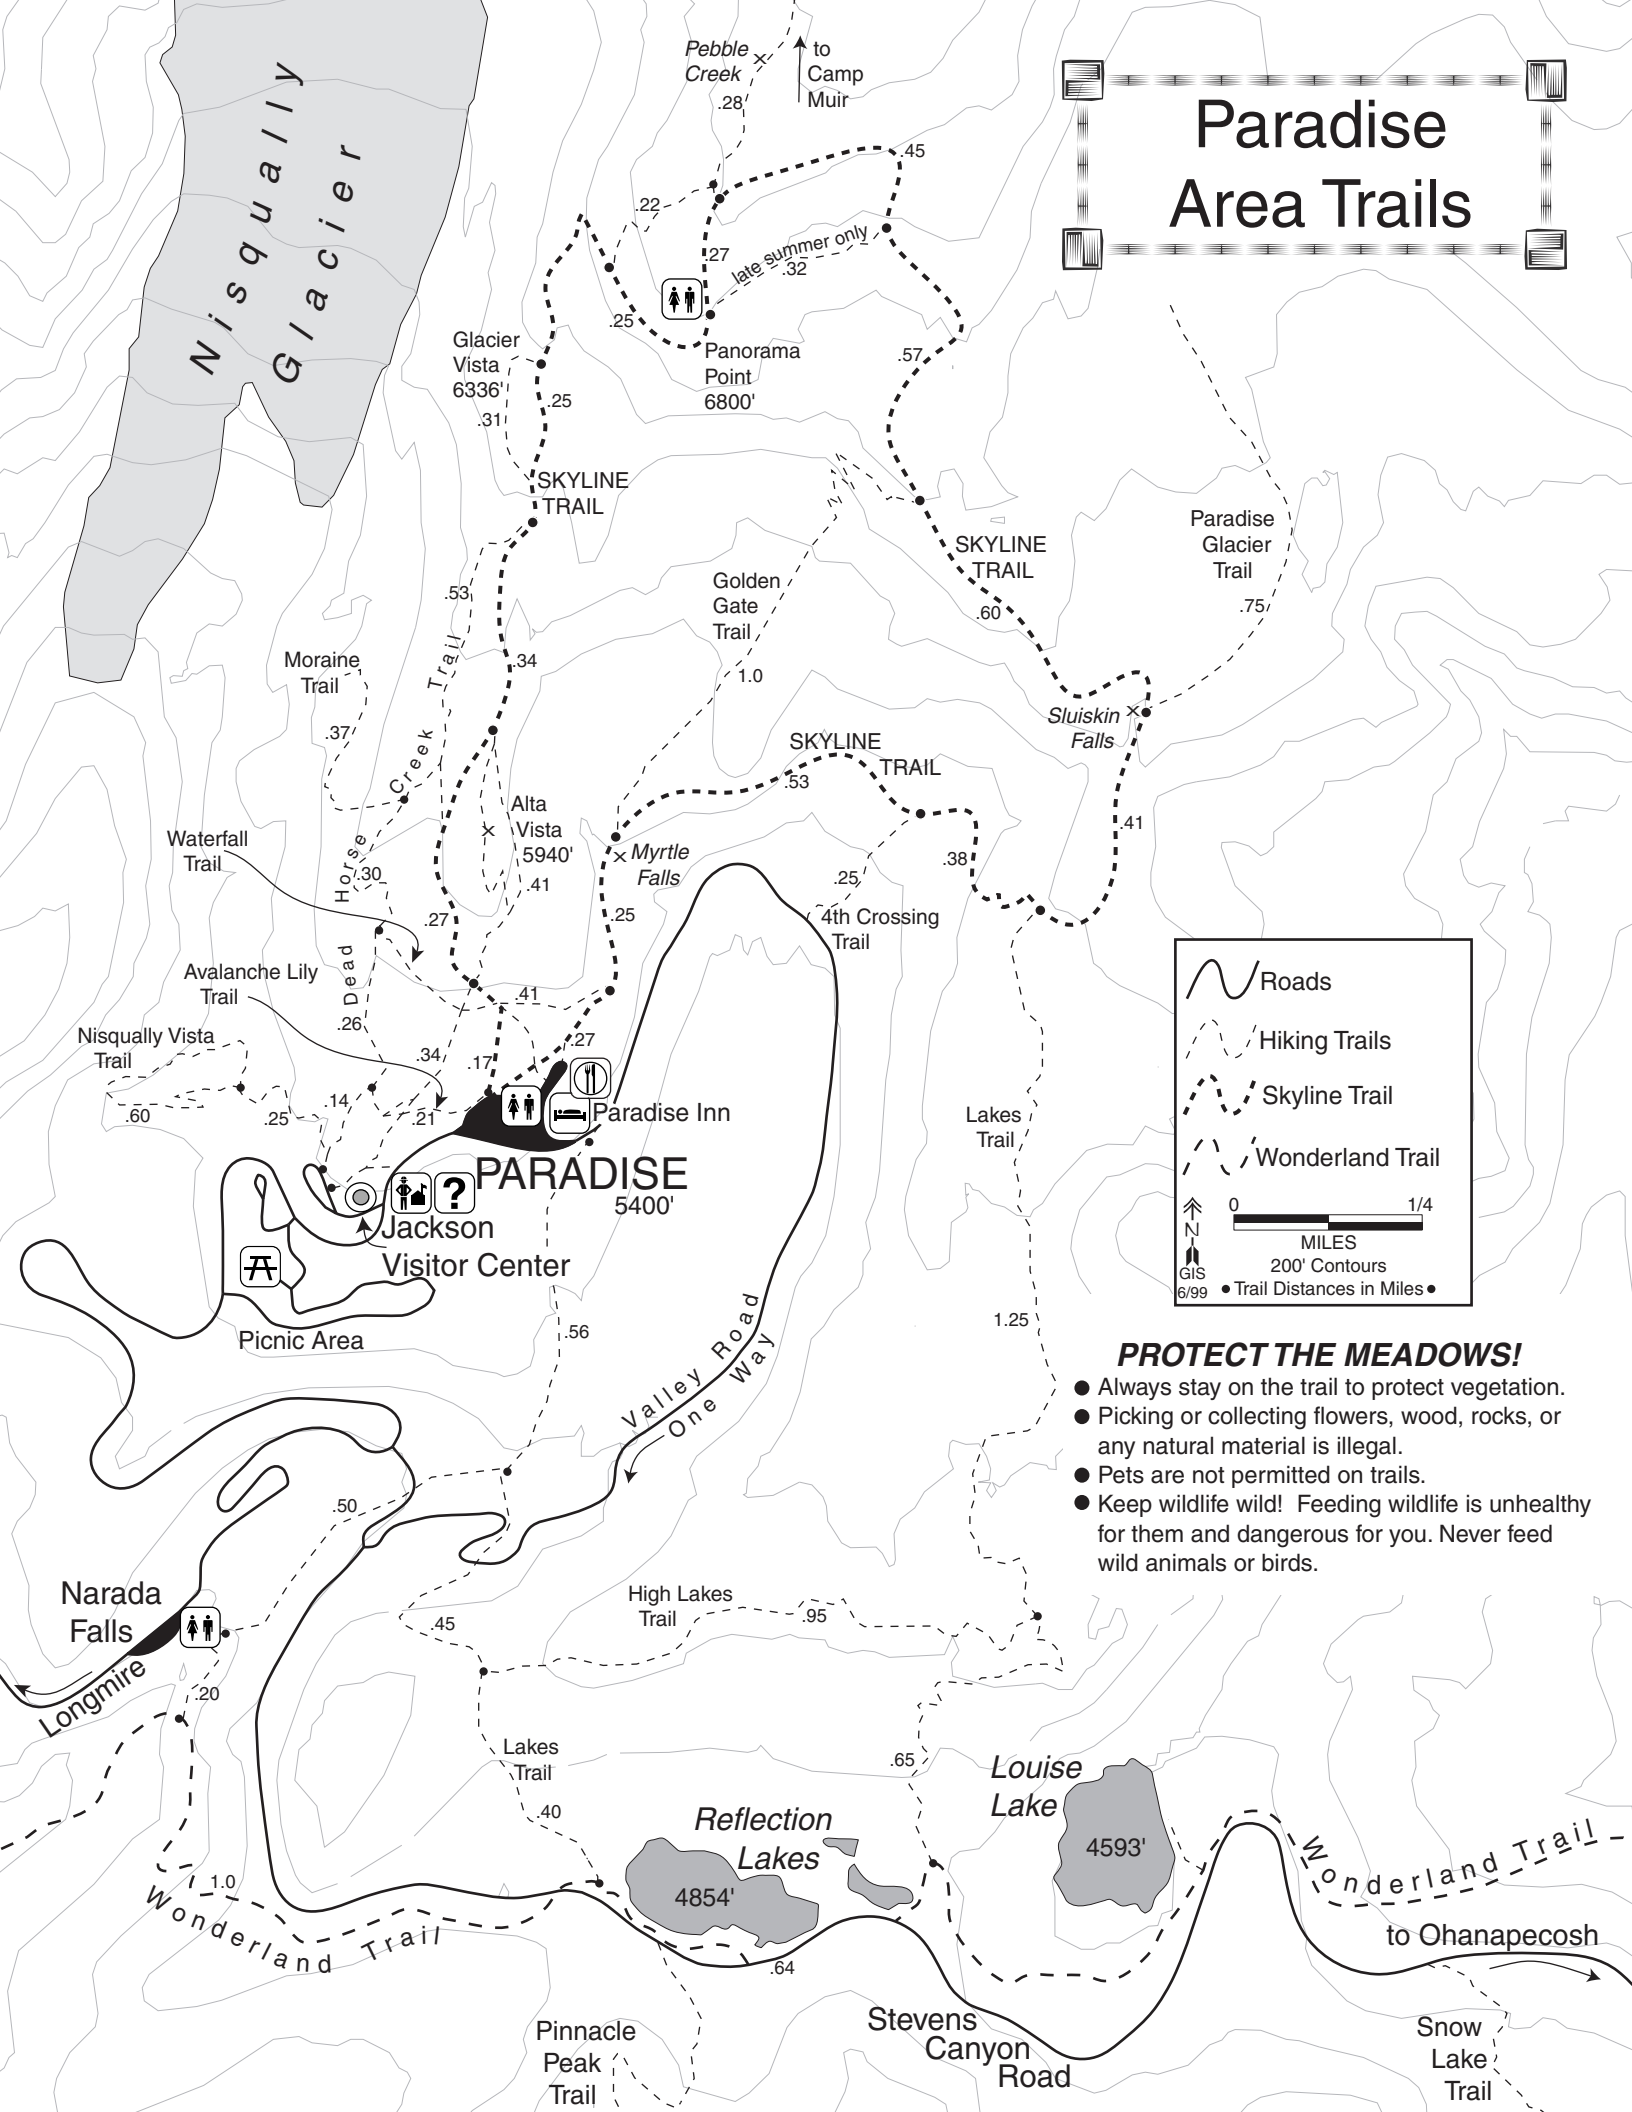 Paradise
Area Trails
Nisqually
Glacier
Pebble
Creek
to
Camp
Muir
.28
.45
.22
.27
late summer only
.32
.25
Panorama
Point
6800'
Glacier
Vista
6336'
.25
.31
.57
SKYLINE
TRAIL
Paradise
Glacier
Trail
.75
SKYLINE
TRAIL
.60
Golden
Gate
Trail
1.0
.53
.34
Moraine
Trail
.37
Dead Horse Creek Trail
Sluiskin
Falls
SKYLINE
TRAIL
.53
.41
.38
Alta
Vista
5940'
.41
Waterfall
Trail
.30
Myrtle
Falls
.25
.25
4th Crossing
Trail
.27
Avalanche Lily
Trail
.41
.26
Nisqually Vista
Trail
.27
.34
.17
.14
.21
.60
.25
Paradise Inn
PARADISE
5400'
Lakes
Trail
Jackson
Visitor Center
Picnic Area
?
.56
1.25
Valley Road
One Way
Roads
Hiking Trails
Skyline Trail
Wonderland Trail
N
GIS
6/99
0
1/4
MILES
200' Contours
• Trail Distances in Miles •
PROTECT THE MEADOWS!
● Always stay on the trail to protect vegetation.
● Picking or collecting flowers, wood, rocks, or
any natural material is illegal.
● Pets are not permitted on trails.
● Keep wildlife wild! Feeding wildlife is unhealthy
for them and dangerous for you. Never feed
wild animals or birds.
.50
Narada
Falls
Longmire
.20
.45
High Lakes
Trail
.95
Lakes
Trail
.40
.65
Louise
Lake
4593'
Reflection
Lakes
4854'
1.0
Wonderland Trail
Wonderland Trail
to Ohanapecosh
.64
Stevens
Canyon
Road
Pinnacle
Peak
Trail
Snow
Lake
Trail